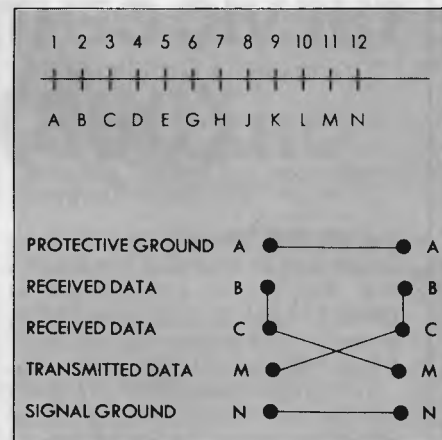 1 2 3 4 5 6 7 8 9 10 11 12
A B C D E G H J K L M N
PROTECTIVE GROUND A A
RECEIVED DATA B B
RECEIVED DATA C C
TRANSMITTED DATA M M
SIGNAL GROUND N N